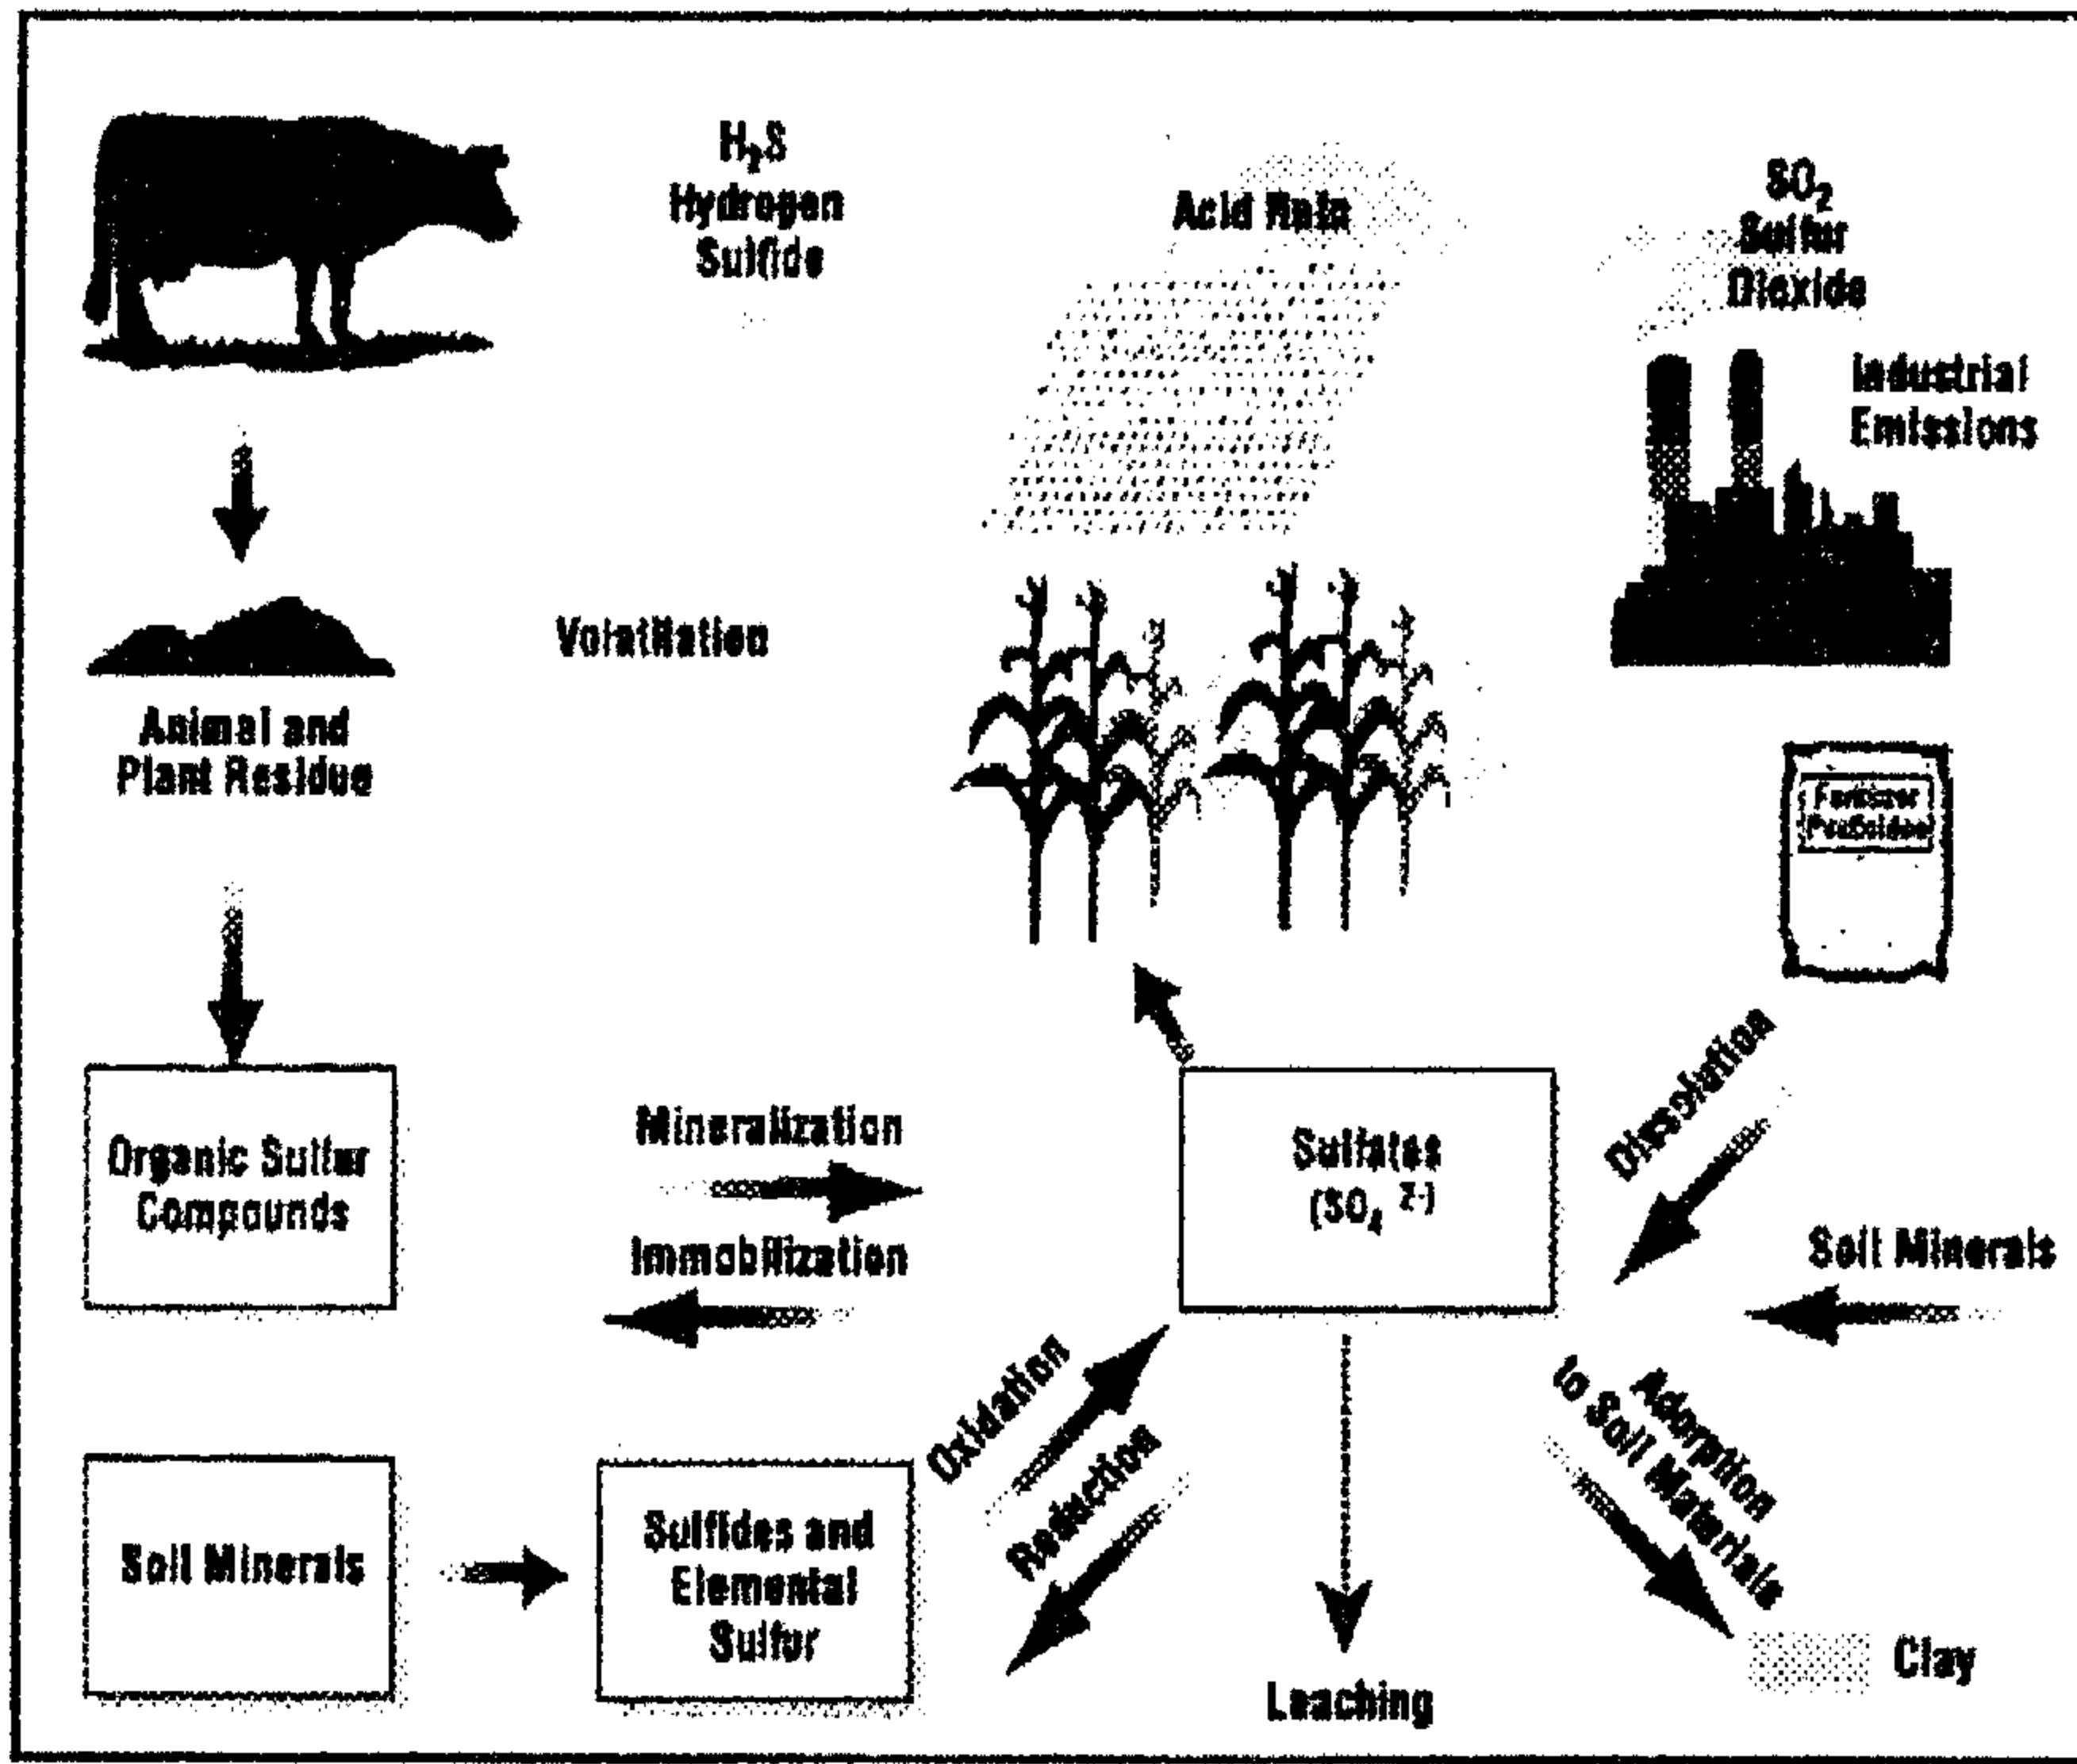 H2S
Hydrogen
Sulfide
Acid Rain
SO2
Sulfur
Dioxide
Industrial
Emissions
Volatilation
Animal and
Plant Residue
Dissolution
Organic Sulfur
Compounds
Mineralization
Immobilization
Sulfates
(SO4 2-)
Soil Minerals
Oxidation
Reduction
Adorption
to Soil Materials
Soil Minerals
Sulfides and
Elemental
Sulfur
Leaching
Clay